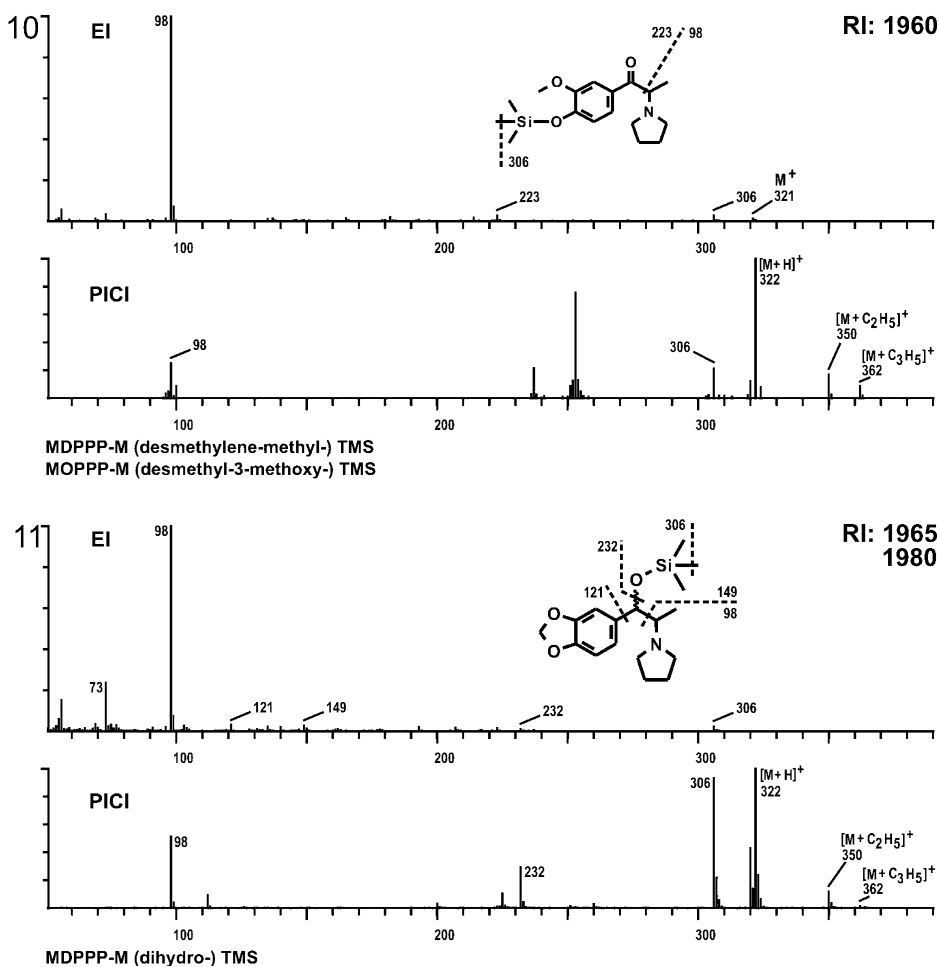 10
EI
RI: 1960
98
223 98
O
O
N
Si O
306
223
306
M+
321
100 200 300
PICI
[M+H]+
322
[M+C2H5]+
350
98
306
[M+C3H5]+
362
100 200 300
MDPPP-M (desmethylene-methyl-) TMS
MOPPP-M (desmethyl-3-methoxy-) TMS
11
EI
RI: 1965
1980
98
306
232
Si
O
121
149
98
O
O
N
73
121
149
232
306
100 200 300
PICI
306
[M+H]+
322
98
232
[M+C2H5]+
350
[M+C3H5]+
362
100 200 300
MDPPP-M (dihydro-) TMS